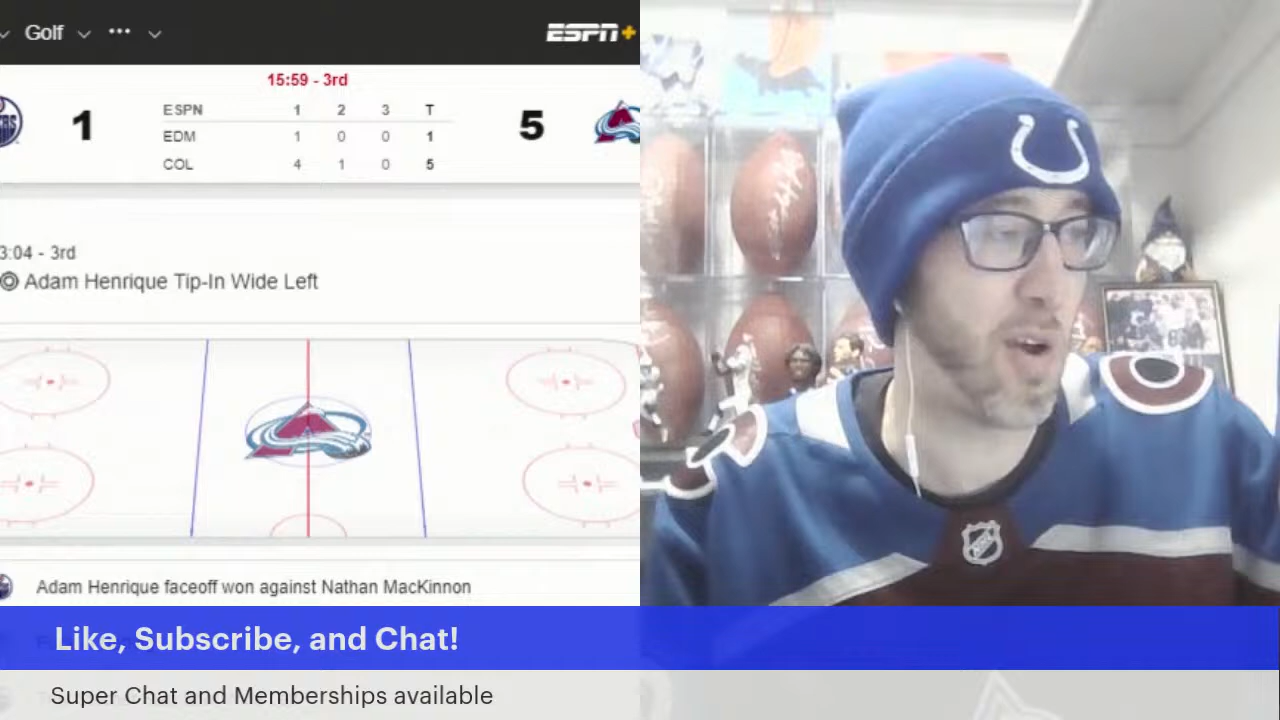 Golf ...
ESPN+
15:59 - 3rd
1
ESPN 1 2 3 T
EDM 1 0 0 1
COL 4 1 0 5
5
3:04 - 3rd
Adam Henrique Tip-In Wide Left
Adam Henrique faceoff won against Nathan MacKinnon
Like, Subscribe, and Chat!
Super Chat and Memberships available
NHL